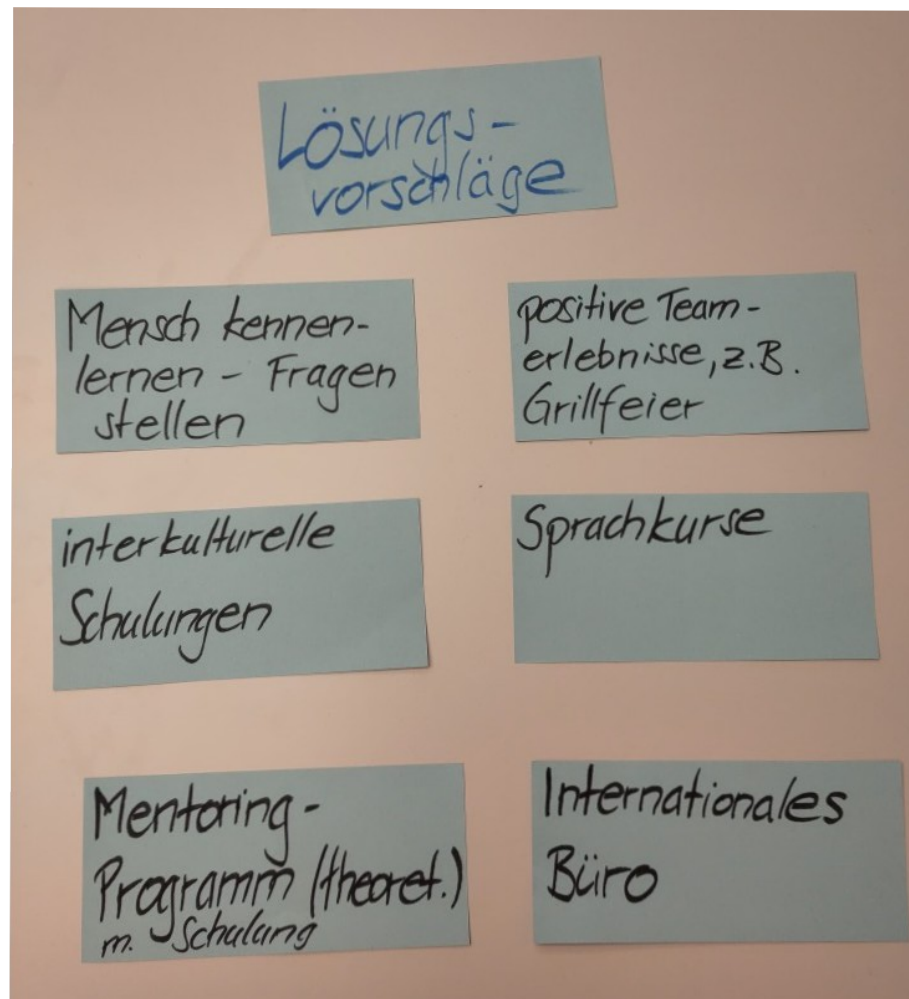 Lösungs-
vorschläge
Mensch kennen-
lernen - Fragen
stellen
positive Team-
erlebnisse, z.B.
Grillfeier
interkulturelle
Schulungen
Sprachkurse
Mentoring-
Programm (theoret.)
m. Schulung
Internationales
Büro